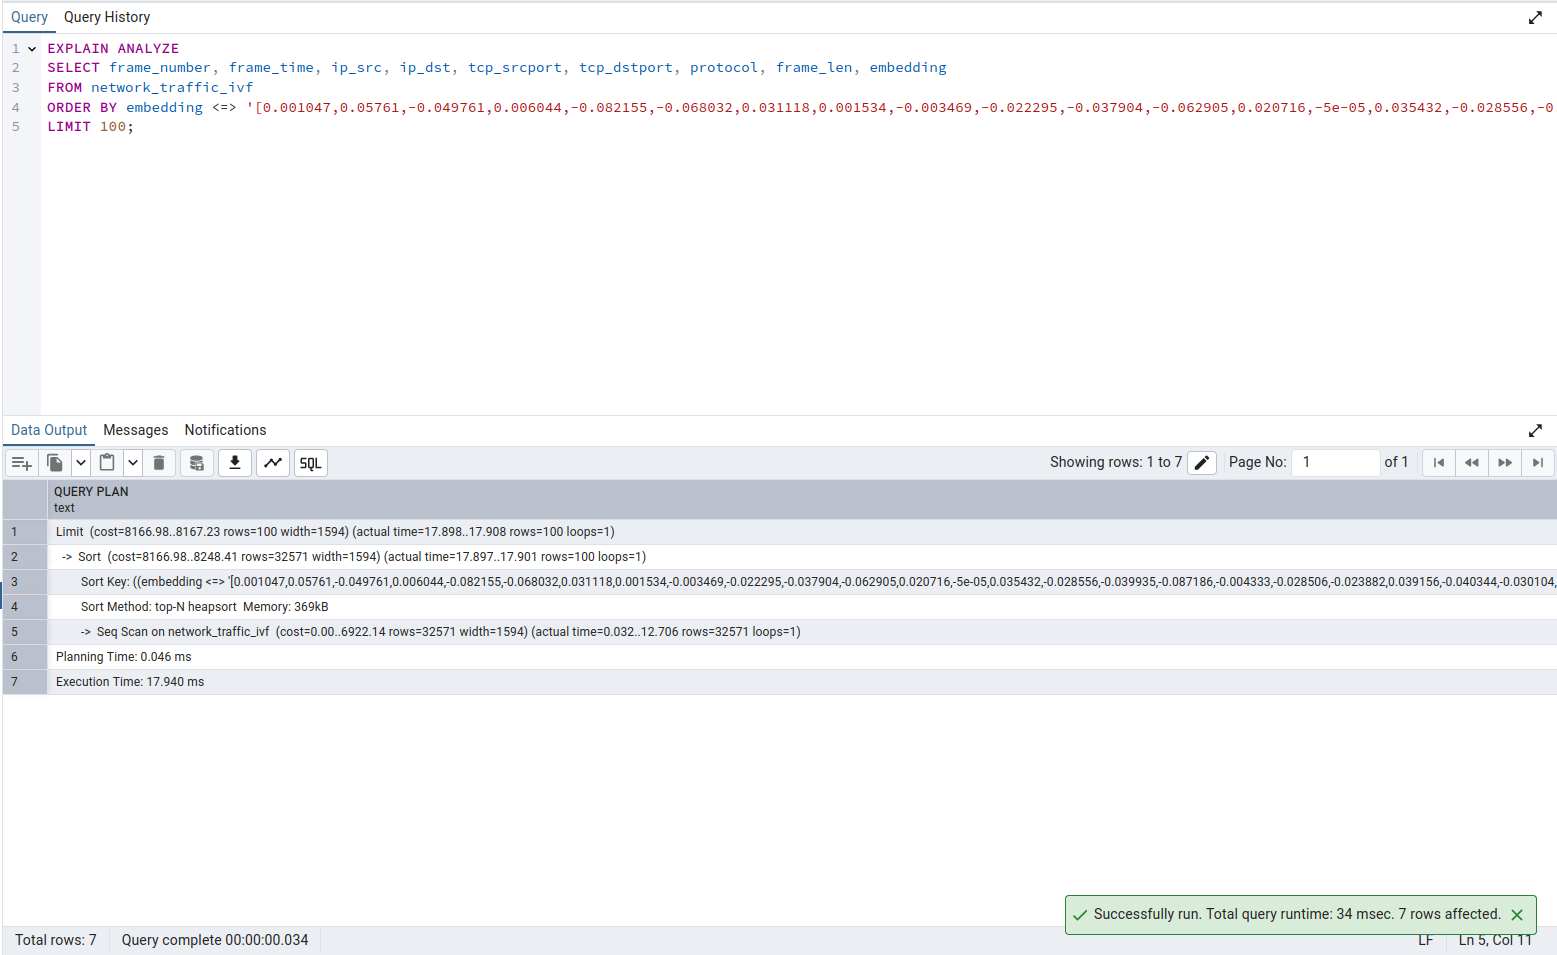 Query Query History
1 EXPLAIN ANALYZE
2 SELECT frame_number, frame_time, ip_src, ip_dst, tcp_srcport, tcp_dstport, protocol, frame_len, embedding
3 FROM network_traffic_ivf
4 ORDER BY embedding <=> '[0.001047,0.05761,-0.049761,0.006044,-0.082155,-0.068032,0.031118,0.001534,-0.003469,-0.022295,-0.037904,-0.062905,0.020716,-5e-05,0.035432,-0.028556,-0
5 LIMIT 100;
Data Output Messages Notifications
SQL Showing rows: 1 to 7 Page No: 1 of 1
QUERY PLAN
text
1 Limit (cost=8166.98..8167.23 rows=100 width=1594) (actual time=17.898..17.908 rows=100 loops=1)
2 -> Sort (cost=8166.98..8248.41 rows=32571 width=1594) (actual time=17.897..17.901 rows=100 loops=1)
3 Sort Key: ((embedding <=> '[0.001047,0.05761,-0.049761,0.006044,-0.082155,-0.068032,0.031118,0.001534,-0.003469,-0.022295,-0.037904,-0.062905,0.020716,-5e-05,0.035432,-0.028556,-0.039935,-0.087186,-0.004333,-0.028506,-0.023882,0.039156,-0.040344,-0.030104,
4 Sort Method: top-N heapsort Memory: 369kB
5 -> Seq Scan on network_traffic_ivf (cost=0.00..6922.14 rows=32571 width=1594) (actual time=0.032..12.706 rows=32571 loops=1)
6 Planning Time: 0.046 ms
7 Execution Time: 17.940 ms
Successfully run. Total query runtime: 34 msec. 7 rows affected.
Total rows: 7 Query complete 00:00:00.034 LF Ln 5, Col 11